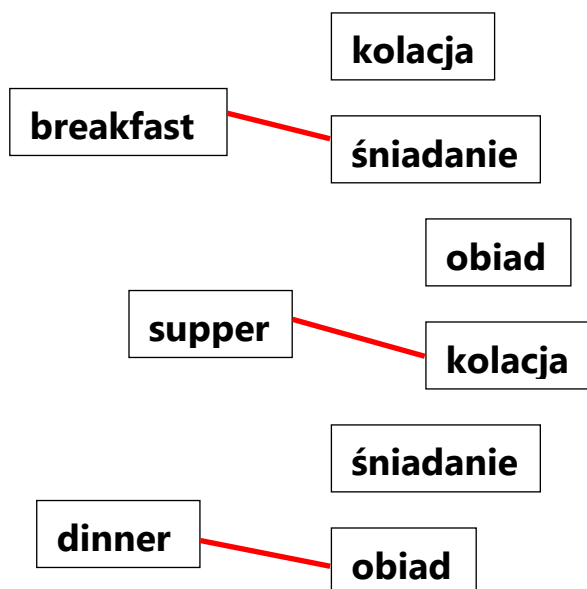 kolacja
breakfast
śniadanie
obiad
supper
kolacja
śniadanie
dinner
obiad